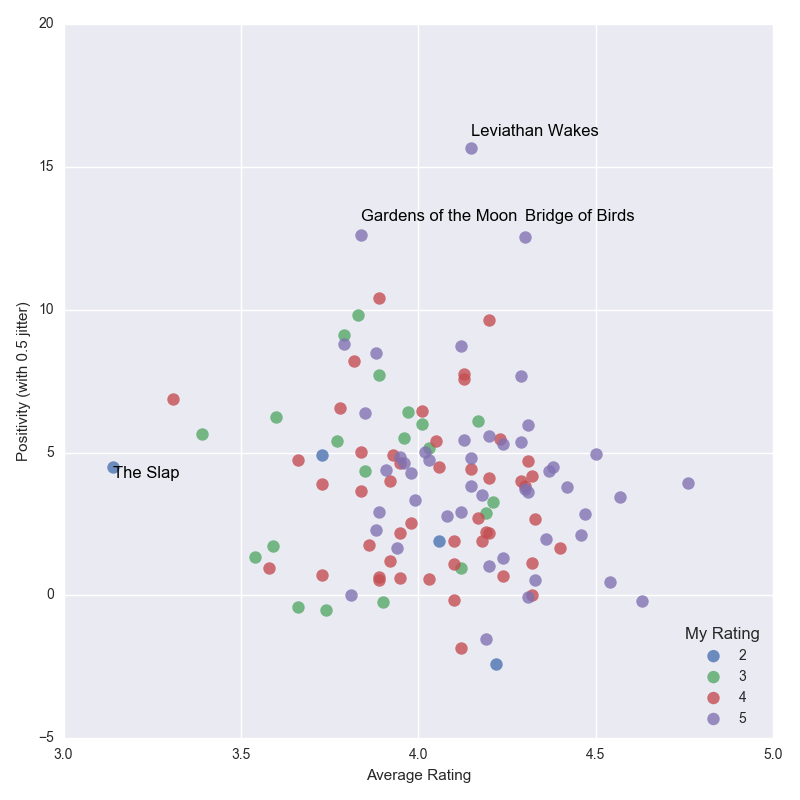 20
Leviathan Wakes
15
Gardens of the Moon
Bridge of Birds
10
Positivity (with 0.5 jitter)
5
The Slap
0
My Rating
2
3
4
5
−5
3.0
3.5
4.0
4.5
5.0
Average Rating